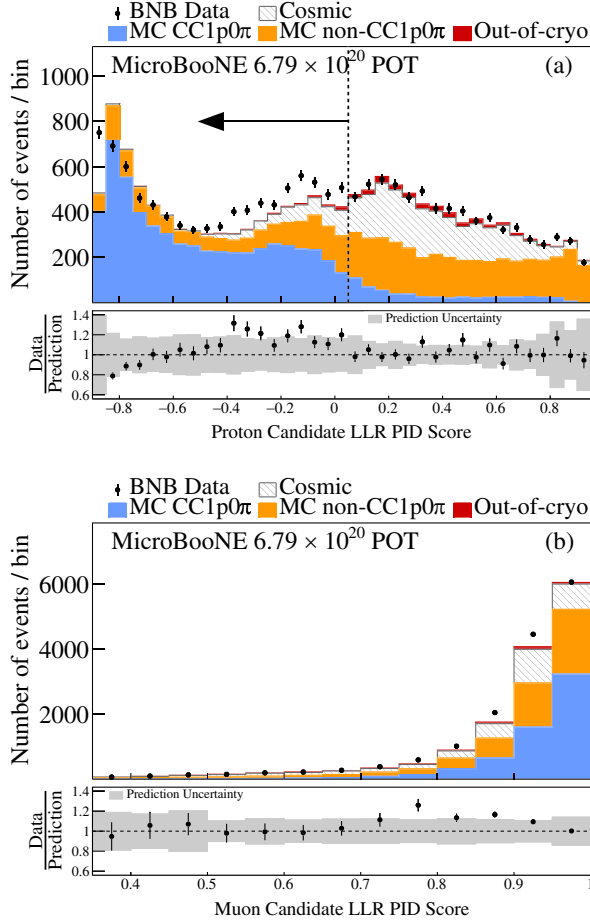 BNB Data Cosmic
MC CC1p0π MC non-CC1p0π Out-of-cryo
MicroBooNE 6.79 × 10²⁰ POT (a)
Number of events / bin
1000
800
600
400
200
Data
Prediction
1.4
1.2
1
0.8
0.6
Prediction Uncertainty
−0.8 −0.6 −0.4 −0.2 0 0.2 0.4 0.6 0.8
Proton Candidate LLR PID Score
BNB Data Cosmic
MC CC1p0π MC non-CC1p0π Out-of-cryo
MicroBooNE 6.79 × 10²⁰ POT (b)
Number of events / bin
6000
4000
2000
Data
Prediction
1.4
1.2
1
0.8
0.6
Prediction Uncertainty
0.4 0.5 0.6 0.7 0.8 0.9 1
Muon Candidate LLR PID Score